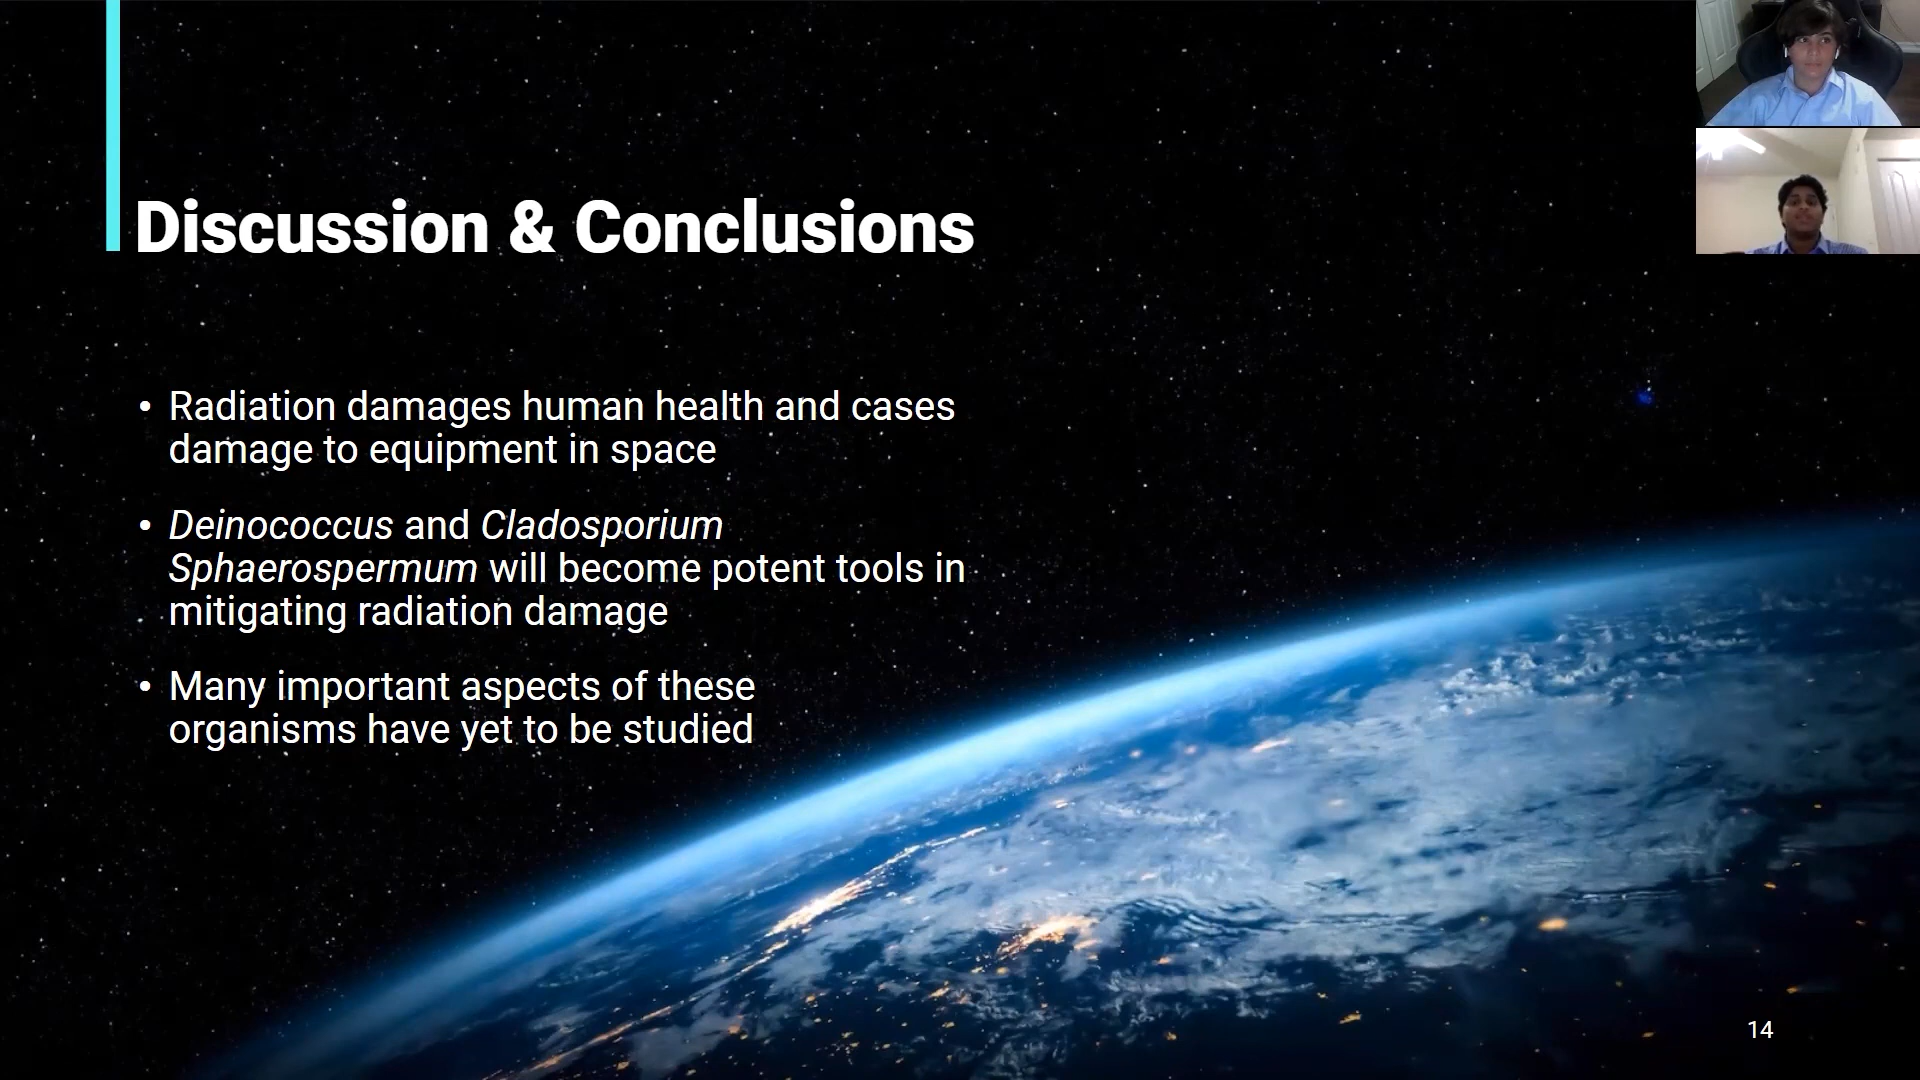 Discussion & Conclusions
• Radiation damages human health and cases
damage to equipment in space
• Deinococcus and Cladosporium
Sphaerospermum will become potent tools in
mitigating radiation damage
• Many important aspects of these
organisms have yet to be studied
14